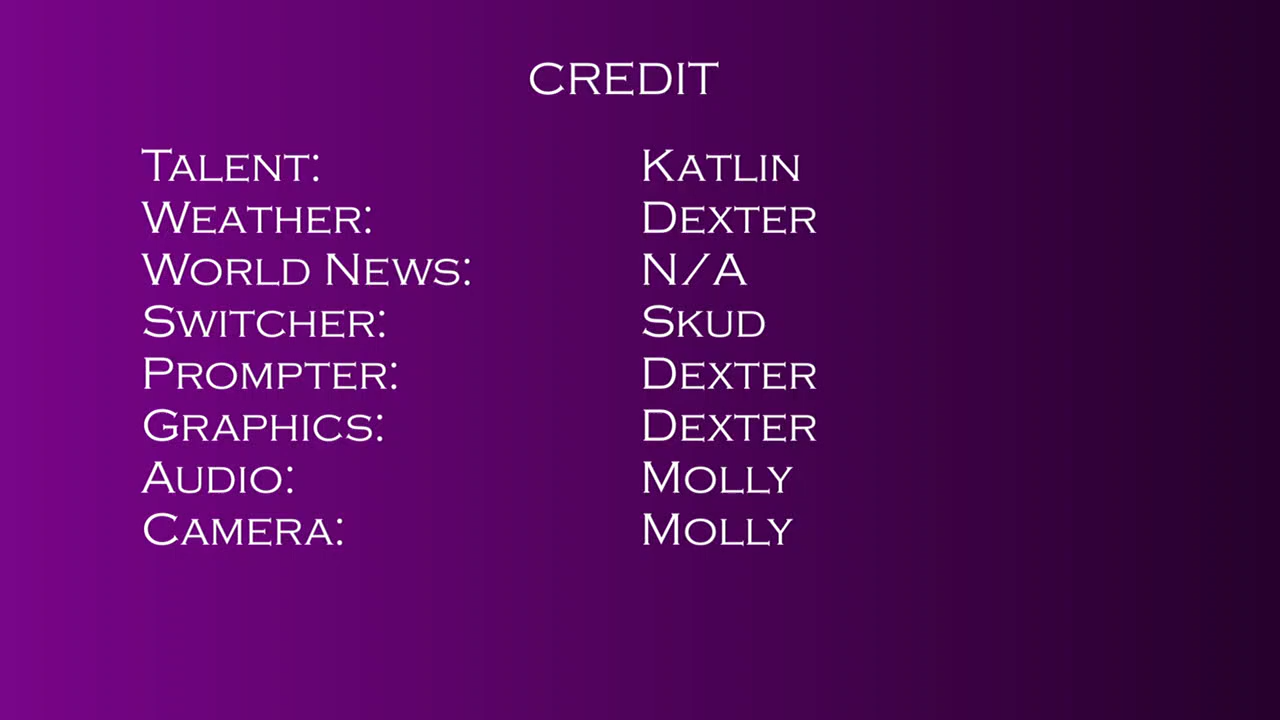 CREDIT
Talent: Katlin
Weather: Dexter
World News: N/A
Switcher: Skud
Prompter: Dexter
Graphics: Dexter
Audio: Molly
Camera: Molly